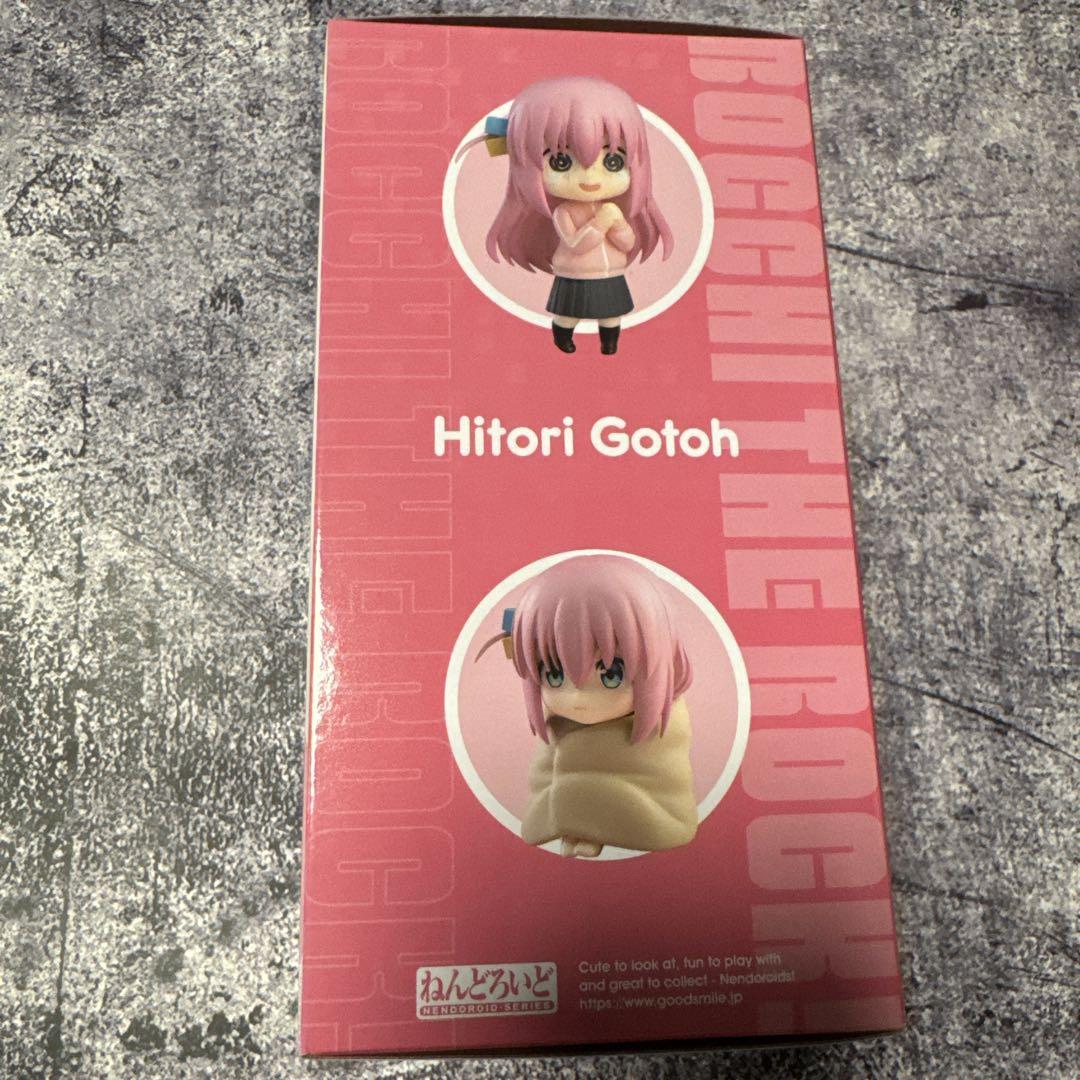 BOCCHI THE ROCK!
BOCCHI THE ROCK!
Hitori Gotoh
ねんどろいど
NENDOROID·SERIES
Cute to look at, fun to play with
and great to collect - Nendoroids!
https://www.goodsmile.jp